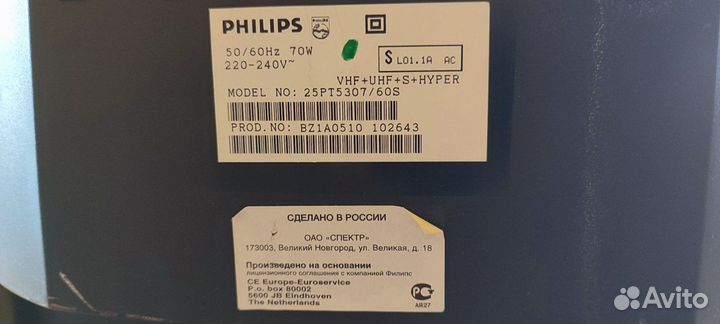 PHILIPS
50/60Hz 70W
220-240V~
S L01.1A AC
VHF+UHF+S+HYPER
MODEL NO: 25PT5307/60S
PROD.NO: BZ1A0510 102643
СДЕЛАНО В РОССИИ
ОАО «СПЕКТР»
173003, Великий Новгород, ул. Великая, д. 18
Произведено на основании
лицензионного соглашения с компанией Филипс
CE Europe-Euroservice
P.o. box 80002
5600 JB Eindhoven
The Netherlands
РС
АЯ27
Avito